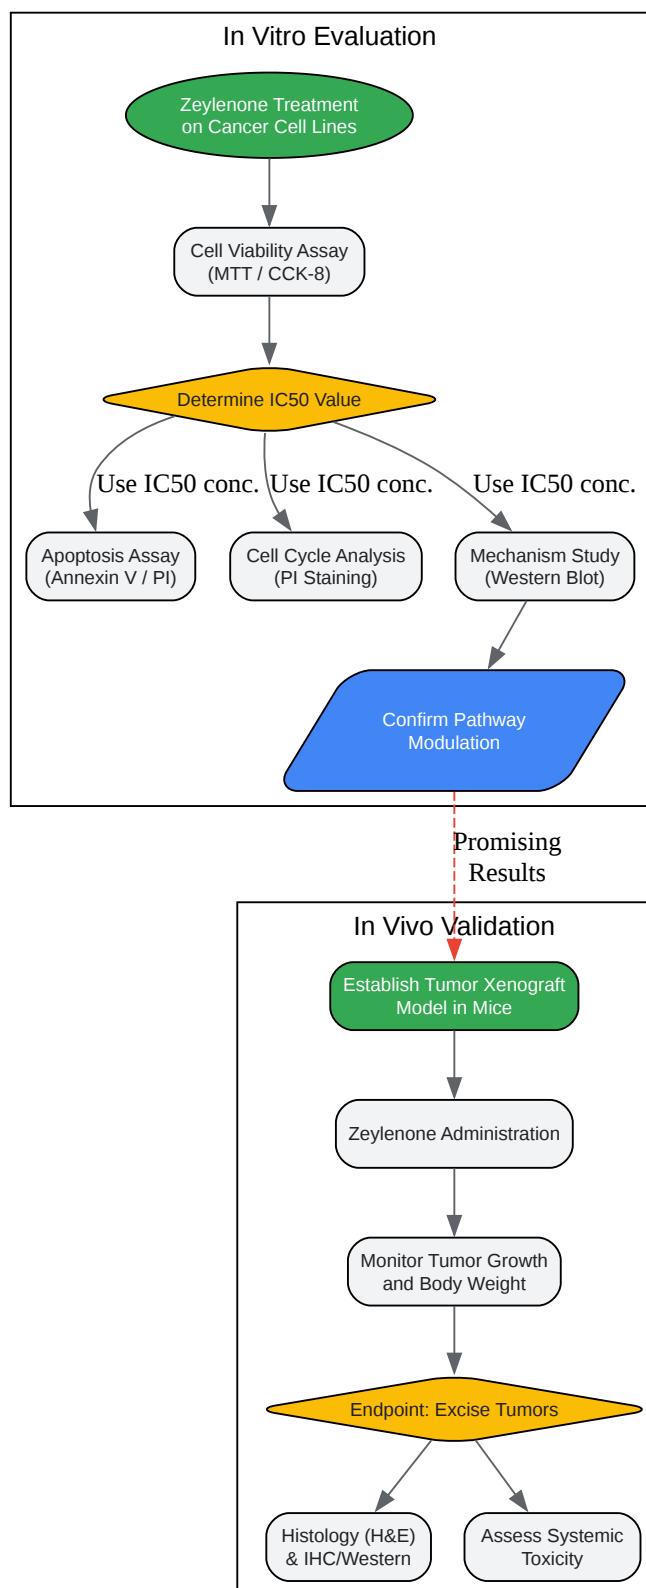 In Vitro Evaluation
Zeylenone Treatment
on Cancer Cell Lines
Cell Viability Assay
(MTT / CCK-8)
Determine IC50 Value
Use IC50 conc.
Use IC50 conc.
Use IC50 conc.
Apoptosis Assay
(Annexin V / PI)
Cell Cycle Analysis
(PI Staining)
Mechanism Study
(Western Blot)
Confirm Pathway
Modulation
Promising
Results
In Vivo Validation
Establish Tumor Xenograft
Model in Mice
Zeylenone Administration
Monitor Tumor Growth
and Body Weight
Endpoint: Excise Tumors
Histology (H&E)
& IHC/Western
Assess Systemic
Toxicity